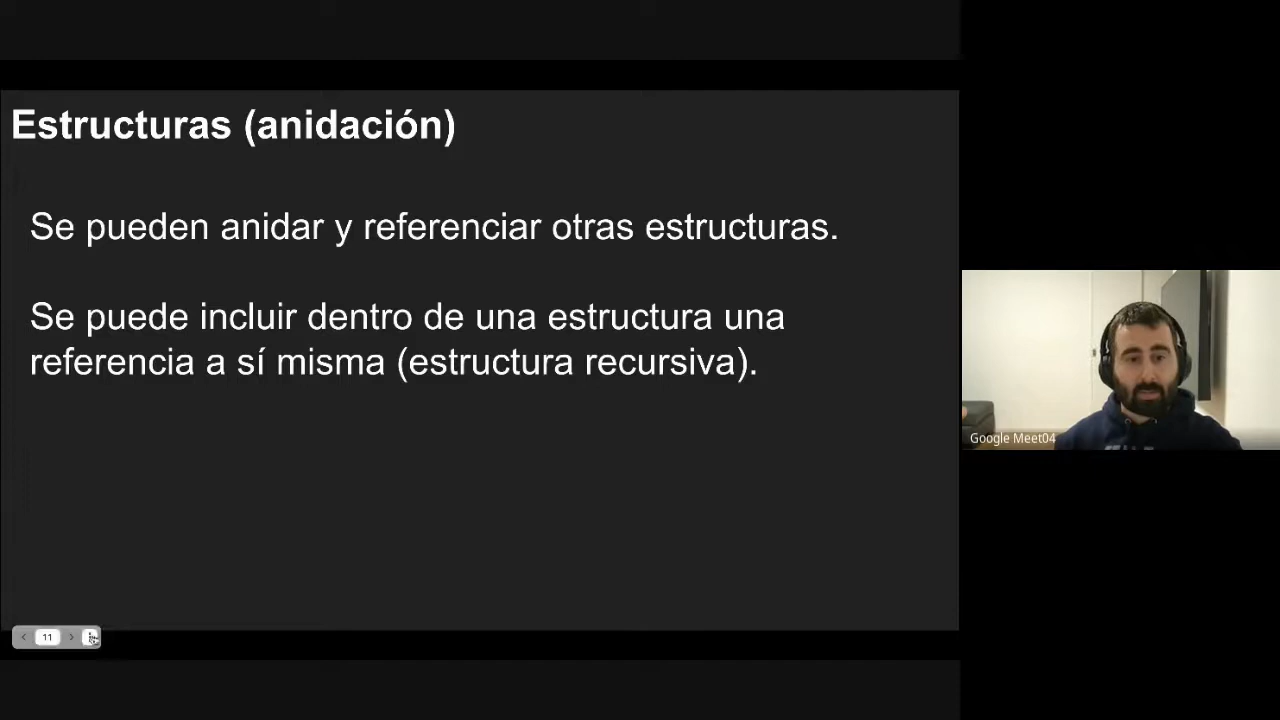 Estructuras (anidación)
Se pueden anidar y referenciar otras estructuras.
Se puede incluir dentro de una estructura una
referencia a sí misma (estructura recursiva).
Google Meet04
11